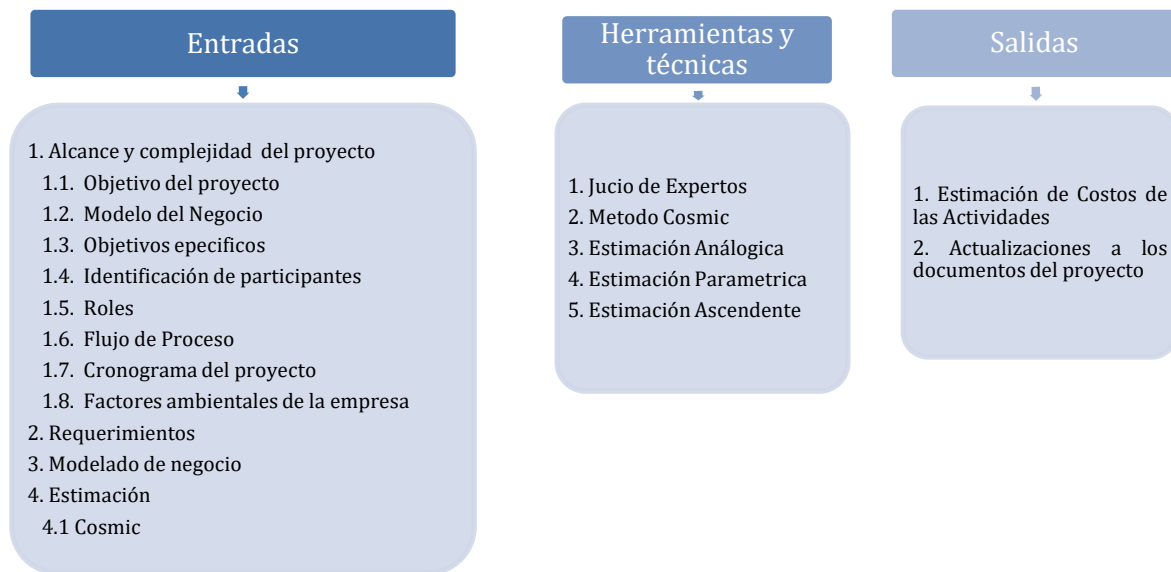 Entradas
1. Alcance y complejidad del proyecto
1.1. Objetivo del proyecto
1.2. Modelo del Negocio
1.3. Objetivos epecificos
1.4. Identificación de participantes
1.5. Roles
1.6. Flujo de Proceso
1.7. Cronograma del proyecto
1.8. Factores ambientales de la empresa
2. Requerimientos
3. Modelado de negocio
4. Estimación
4.1 Cosmic
Herramientas y
técnicas
1. Jucio de Expertos
2. Metodo Cosmic
3. Estimación Análogica
4. Estimación Parametrica
5. Estimación Ascendente
Salidas
1. Estimación de Costos de
las Actividades
2. Actualizaciones a los
documentos del proyecto